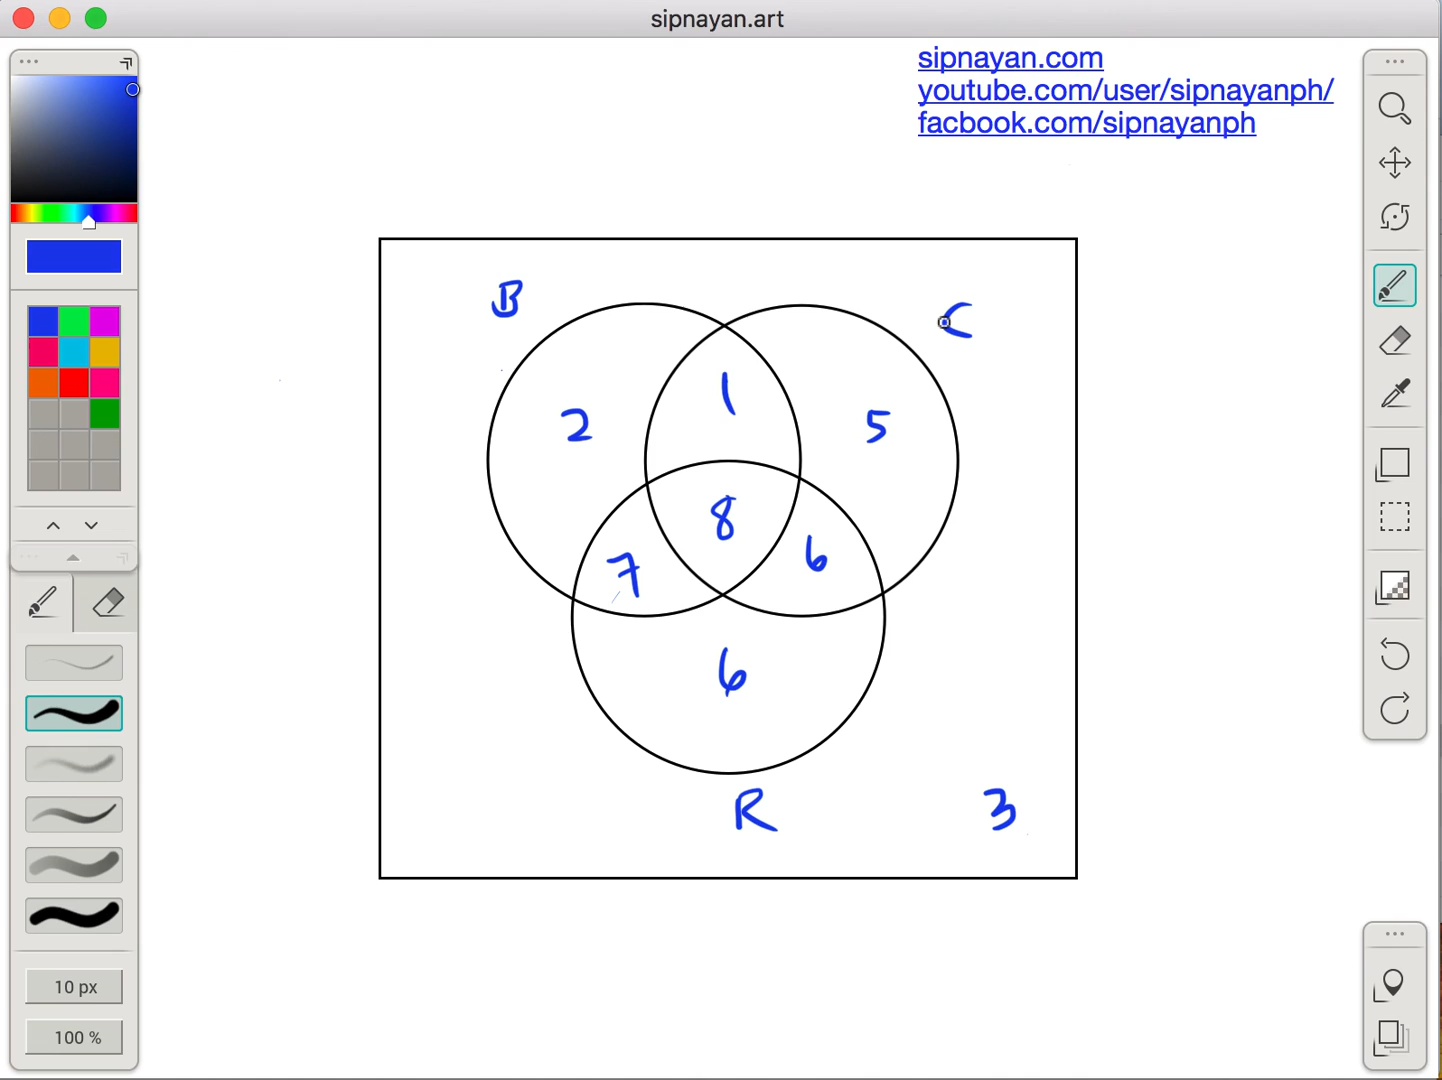 sipnayan.art
sipnayan.com
youtube.com/user/sipnayanph/
facbook.com/sipnayanph
B
C
1
2
5
8
7
6
6
R
3
10 px
100 %